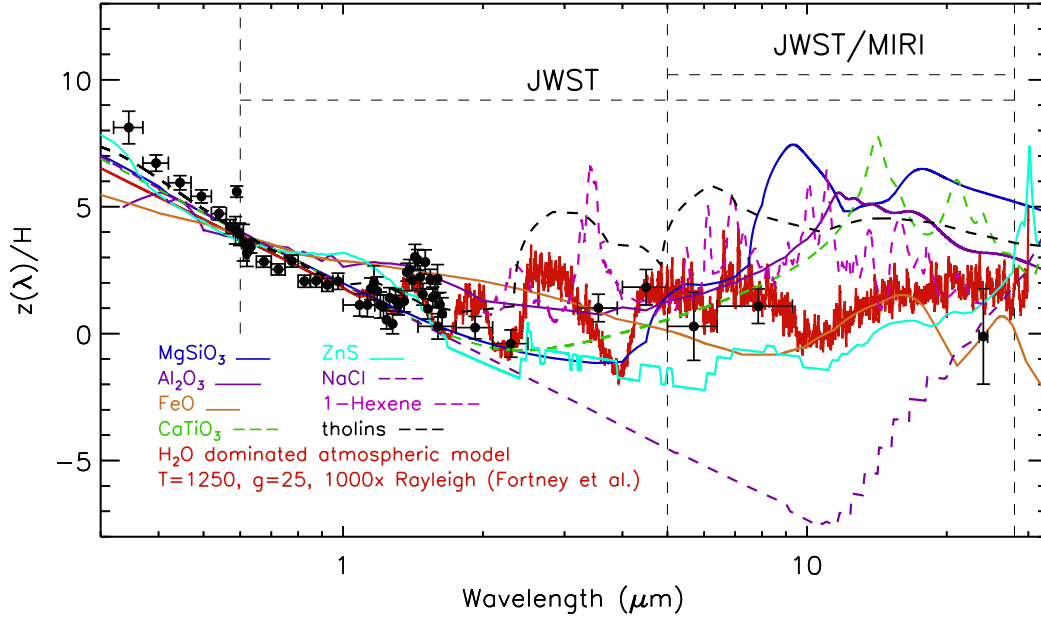 JWST/MIRI
JWST
10
5
0
−5
z(λ)/H
MgSiO₃
ZnS
Al₂O₃
NaCl
FeO
1−Hexene
CaTiO₃
tholins
H₂O dominated atmospheric model
T=1250, g=25, 1000x Rayleigh (Fortney et al.)
1
10
Wavelength (μm)